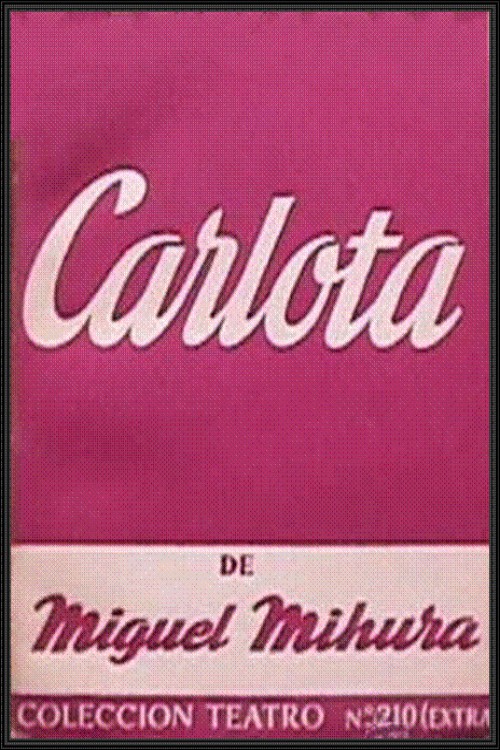 Carlota
DE
Miguel Mihura
COLECCION TEATRO Nº 210 (EXTRA